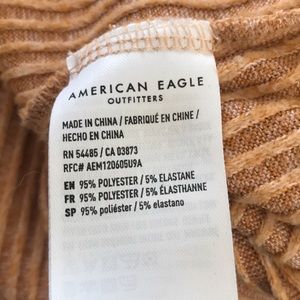 AMERICAN EAGLE
OUTFITTERS
MADE IN CHINA / FABRIQUÉ EN CHINE /
HECHO EN CHINA
RN 54485 / CA 03873
RFC# AEM120605U9A
EN 95% POLYESTER / 5% ELASTANE
FR 95% POLYESTER / 5% ÉLASTHANNE
SP 95% poliéster / 5% elastano